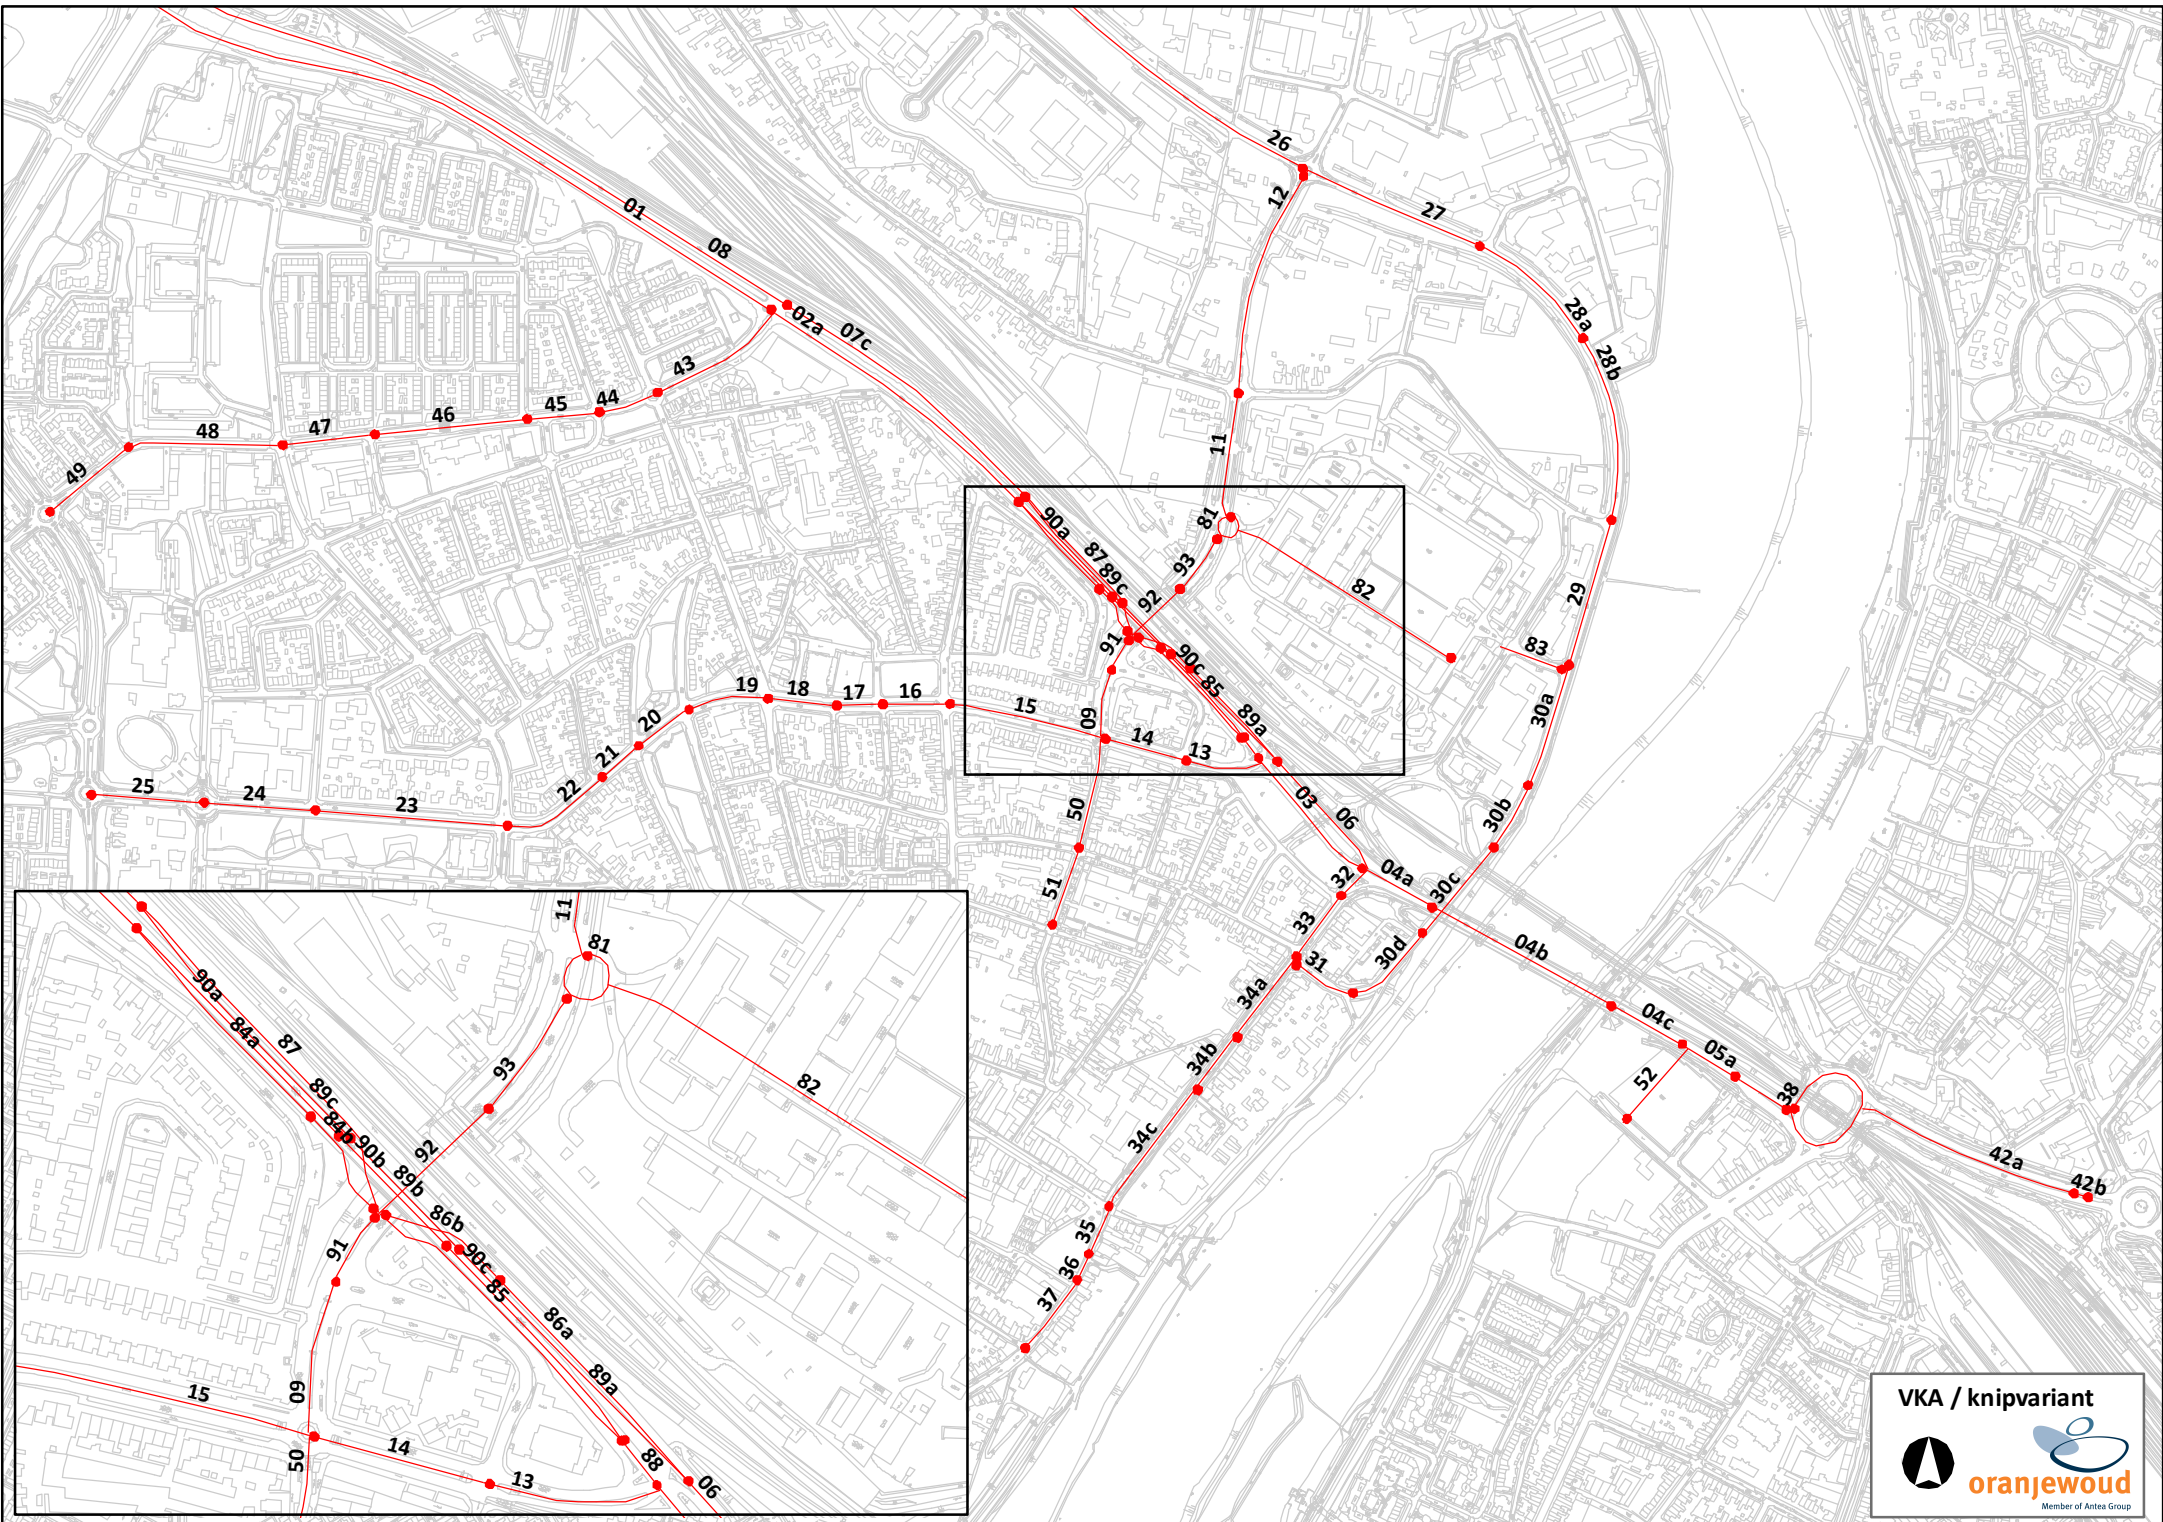 26
12
27
01
08
02a
07c
28a
28b
43
44
45
46
47
48
49
11
90a
81
87
89c
93
92
82
29
91
83
90c
85
30a
19
18
17
16
15
09
14
13
89a
20
21
22
25
24
23
50
03
06
30b
51
32
04a
30c
33
31
30d
04b
34a
04c
05a
34b
52
38
34c
42a
42b
35
36
37
11
81
90a
84a
87
93
82
89c
84b
90b
92
89b
86b
91
90c
85
86a
89a
15
09
14
50
13
88
06
VKA / knipvariant
oranjewoud
Member of Antea Group